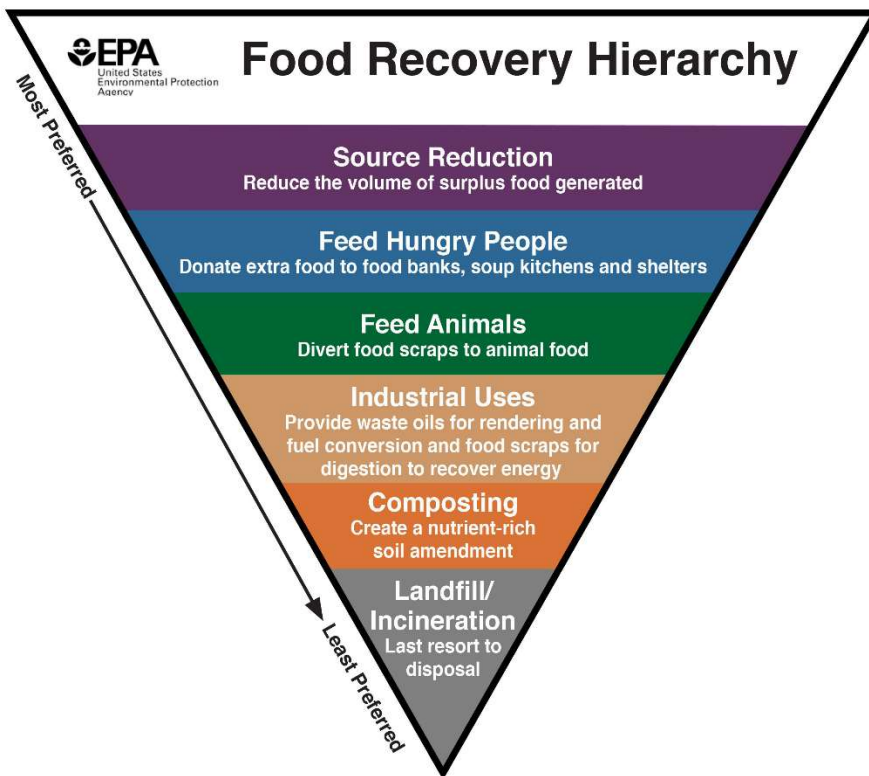 EPA
United States
Environmental Protection
Agency
Food Recovery Hierarchy
Most Preferred
Source Reduction
Reduce the volume of surplus food generated
Feed Hungry People
Donate extra food to food banks, soup kitchens and shelters
Feed Animals
Divert food scraps to animal food
Industrial Uses
Provide waste oils for rendering and
fuel conversion and food scraps for
digestion to recover energy
Composting
Create a nutrient-rich
soil amendment
Landfill/
Incineration
Last resort to
disposal
Least Preferred